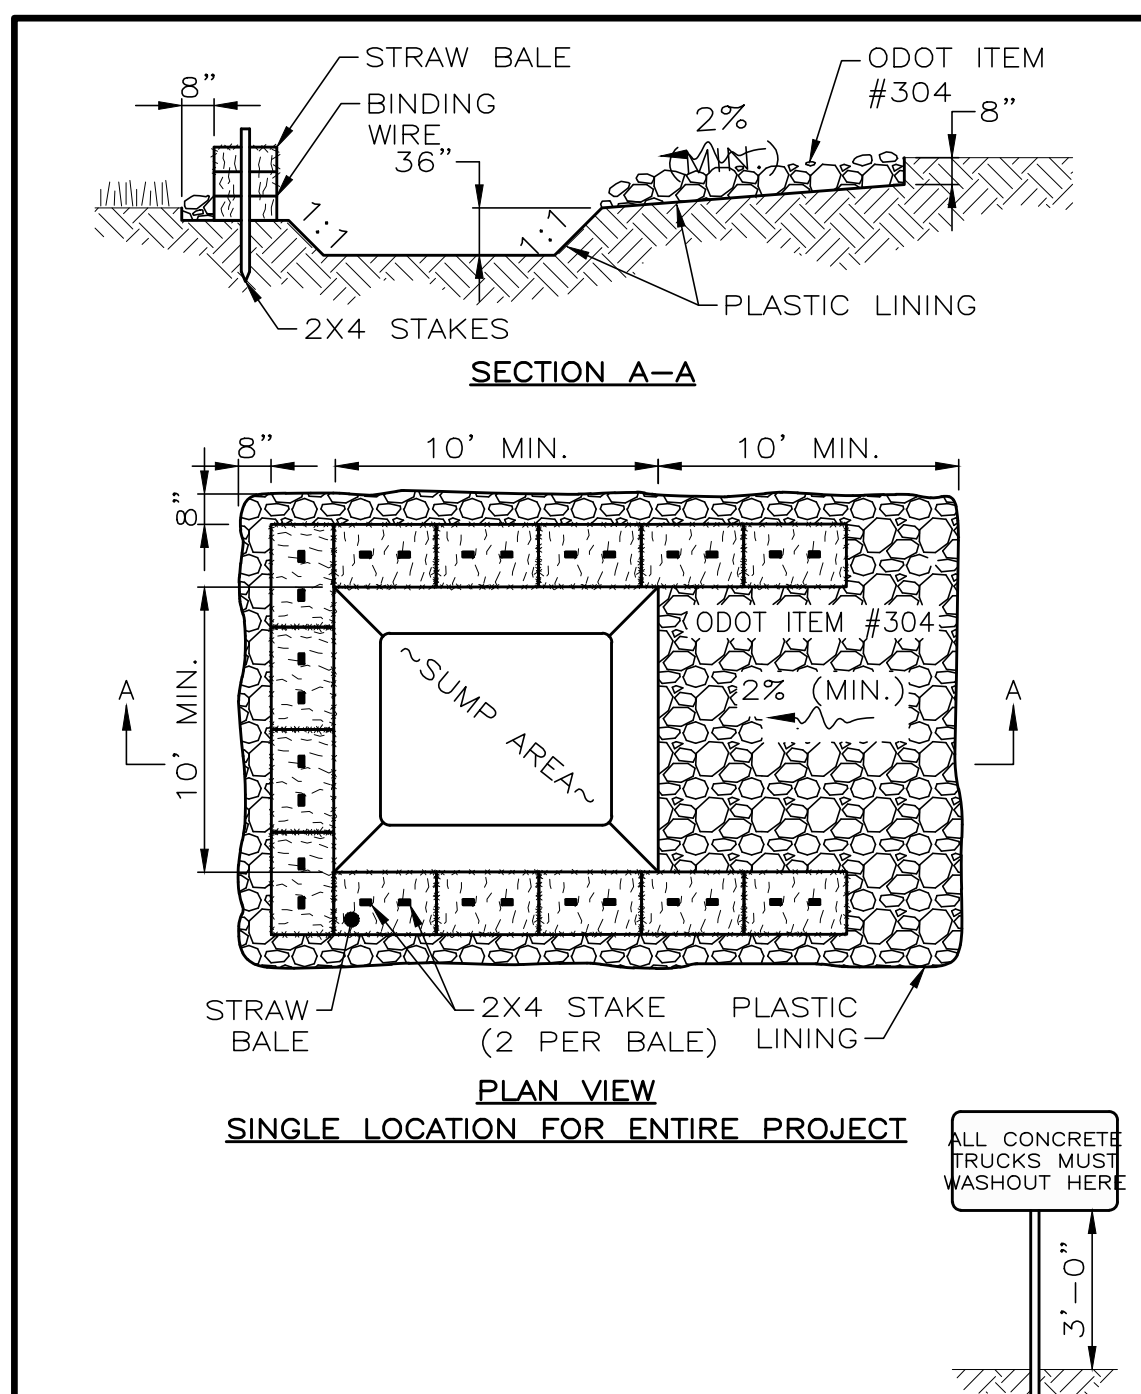 STRAW BALE
ODOT ITEM
#304
8"
BINDING
WIRE
2%
(MIN.)
8"
36"
1:1
1:1
PLASTIC LINING
2X4 STAKES
SECTION A-A
8"
10' MIN.
10' MIN.
8"
ODOT ITEM #304
~SUMP AREA~
2% (MIN.)
A
10' MIN.
A
STRAW
BALE
2X4 STAKE
(2 PER BALE)
PLASTIC
LINING
PLAN VIEW
SINGLE LOCATION FOR ENTIRE PROJECT
ALL CONCRETE
TRUCKS MUST
WASHOUT HERE
3'-0"